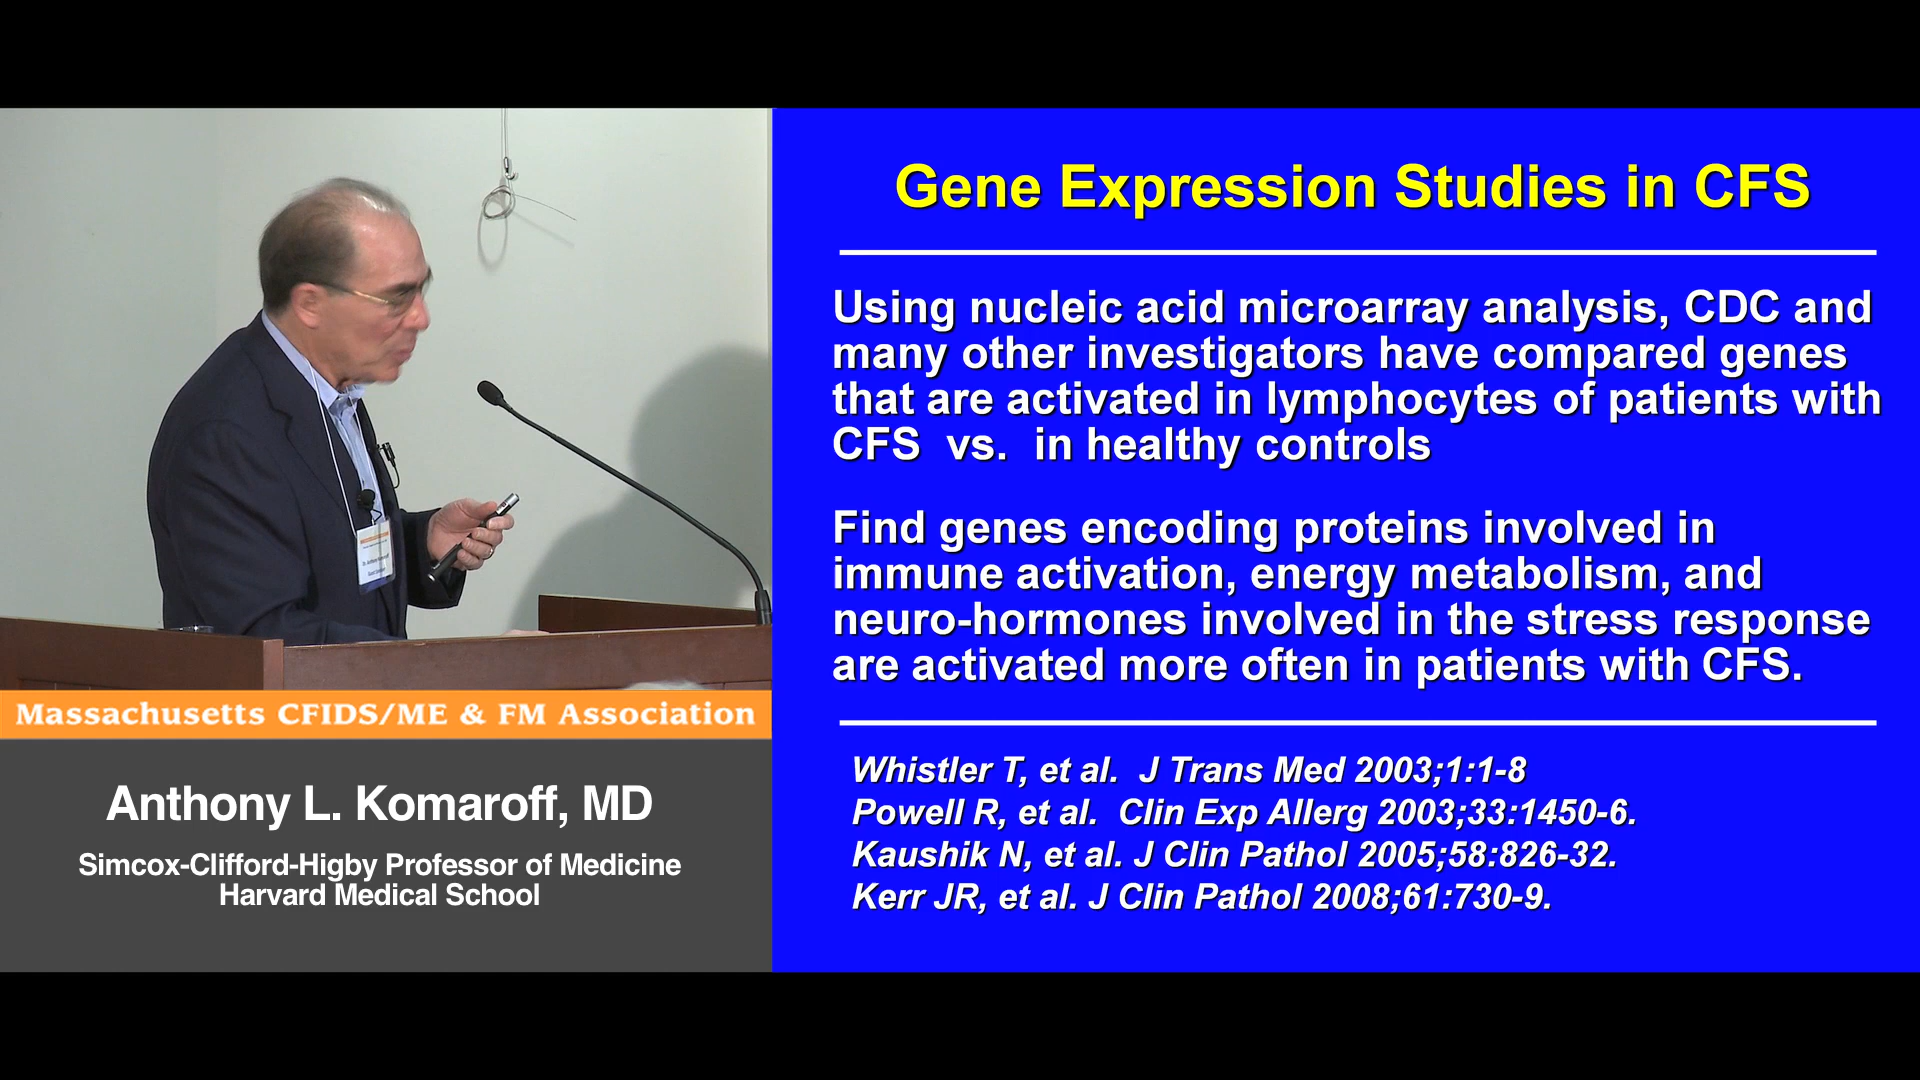 Gene Expression Studies in CFS
Using nucleic acid microarray analysis, CDC and
many other investigators have compared genes
that are activated in lymphocytes of patients with
CFS vs. in healthy controls
Find genes encoding proteins involved in
immune activation, energy metabolism, and
neuro-hormones involved in the stress response
are activated more often in patients with CFS.
Whistler T, et al. J Trans Med 2003;1:1-8
Powell R, et al. Clin Exp Allerg 2003;33:1450-6.
Kaushik N, et al. J Clin Pathol 2005;58:826-32.
Kerr JR, et al. J Clin Pathol 2008;61:730-9.
Massachusetts CFIDS/ME & FM Association
Anthony L. Komaroff, MD
Simcox-Clifford-Higby Professor of Medicine
Harvard Medical School